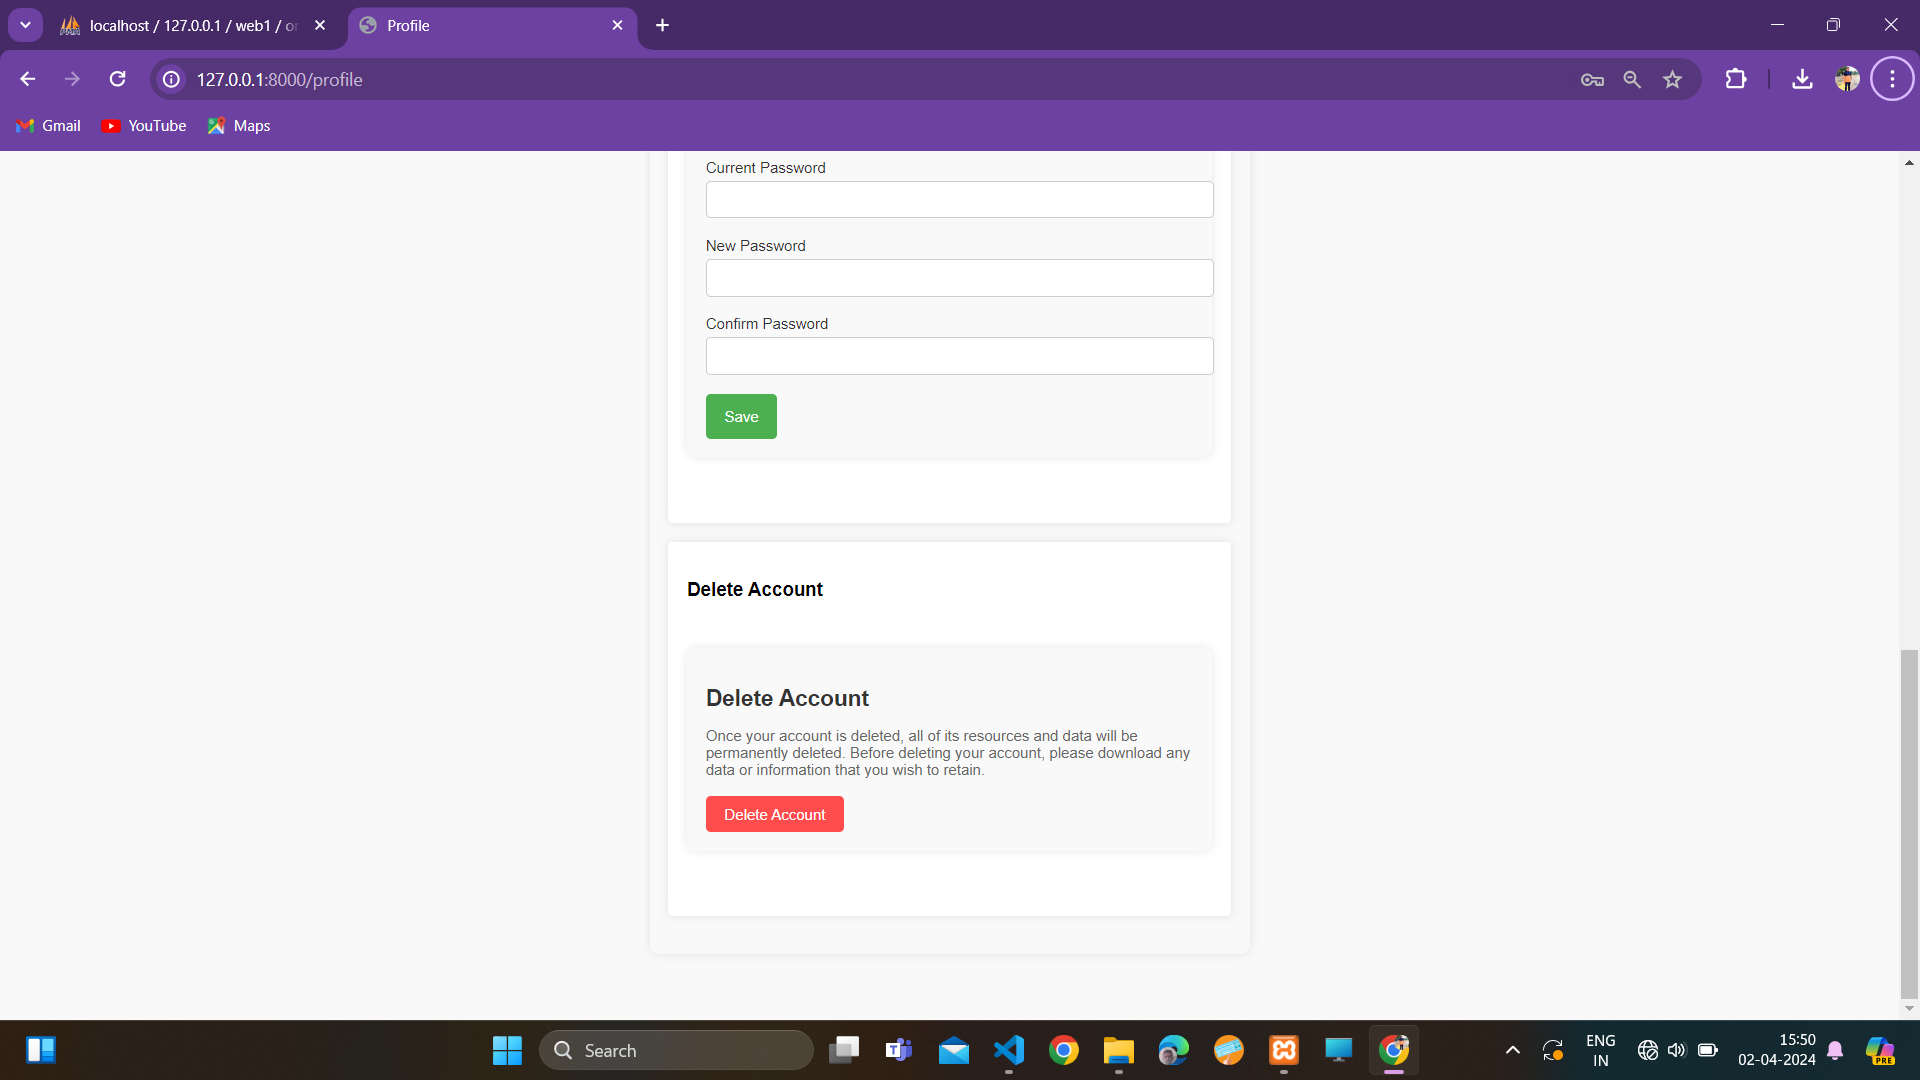 localhost / 127.0.0.1 / web1 / or
Profile
127.0.0.1:8000/profile
Gmail
YouTube
Maps
Current Password
New Password
Confirm Password
Save
Delete Account
Delete Account
Once your account is deleted, all of its resources and data will be
permanently deleted. Before deleting your account, please download any
data or information that you wish to retain.
Delete Account
Search
ENG
IN
15:50
02-04-2024
PRE